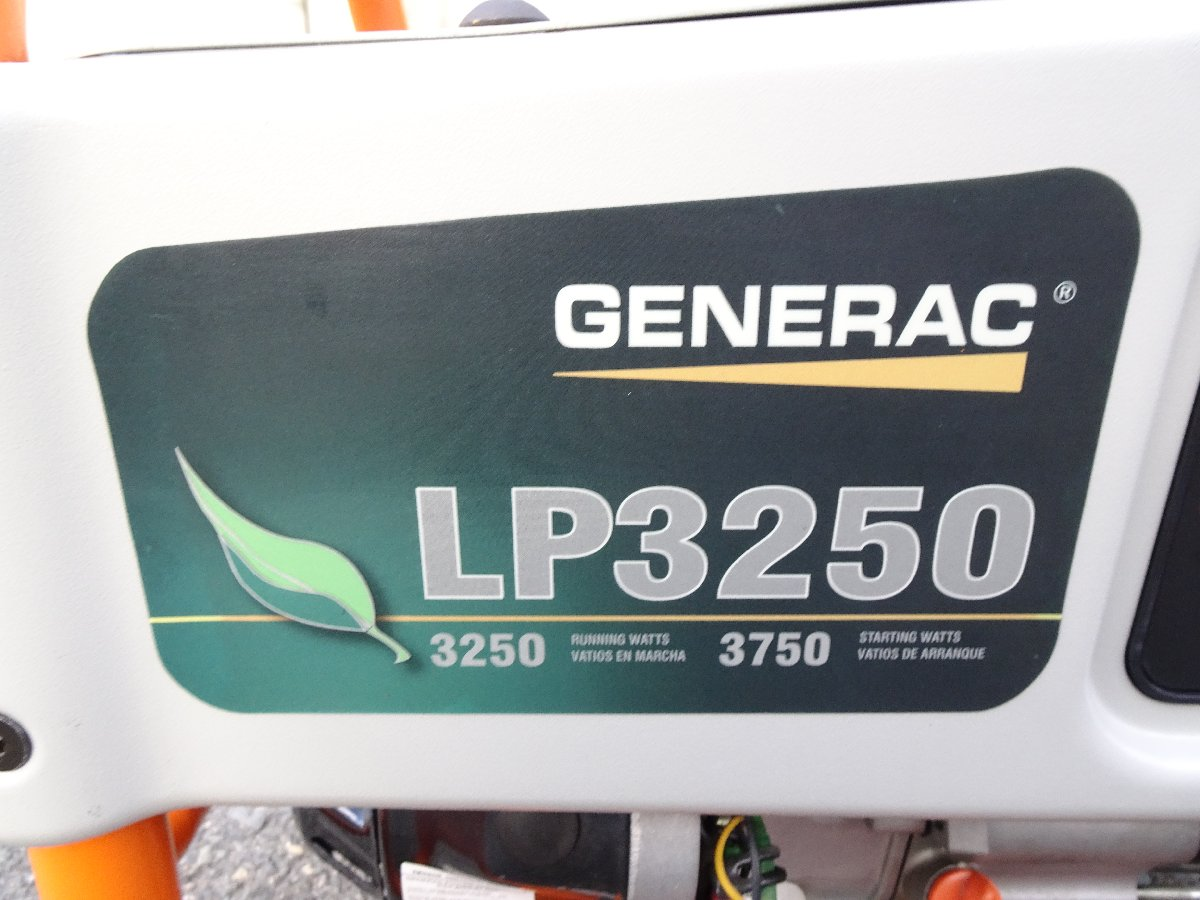 GENERAC®
LP3250
3250 RUNNING WATTS 3750 STARTING WATTS
VATIOS EN MARCHA VATIOS DE ARRANQUE